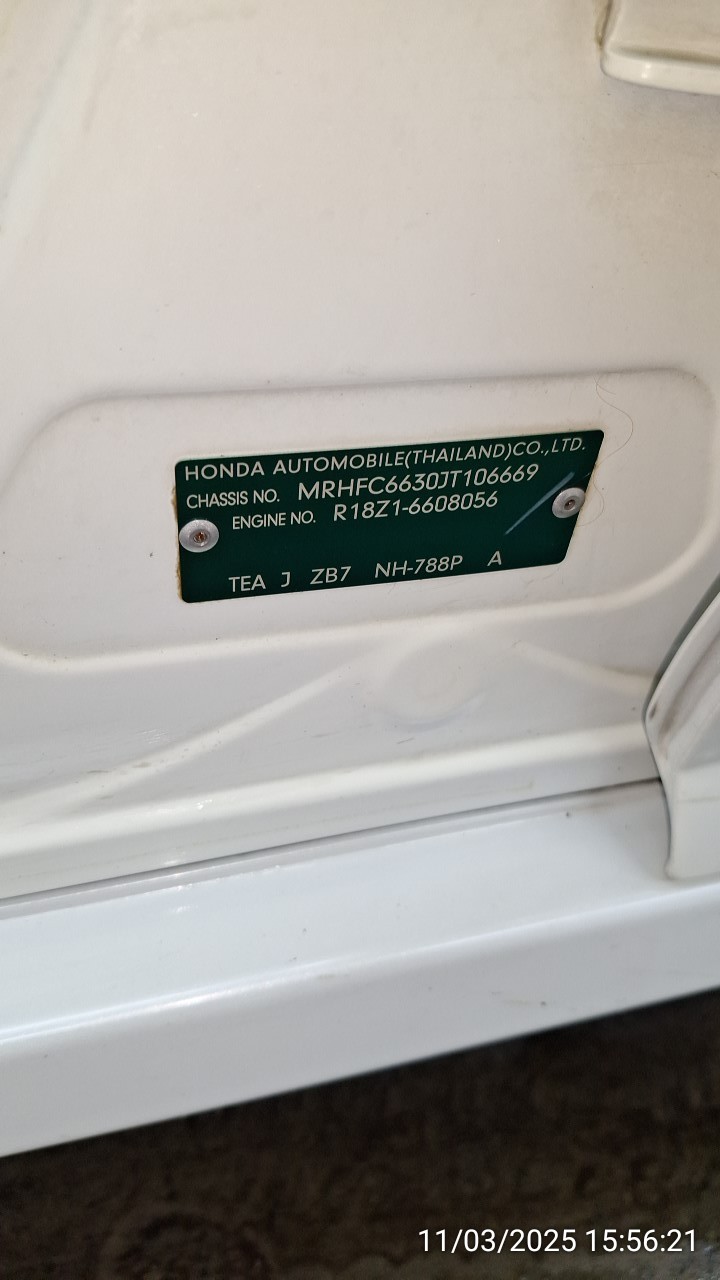 HONDA AUTOMOBILE(THAILAND)CO.,LTD.
CHASSIS NO. MRHFC6630JT106669
ENGINE NO. R18Z1-6608056
TEA J ZB7 NH-788P A
11/03/2025 15:56:21